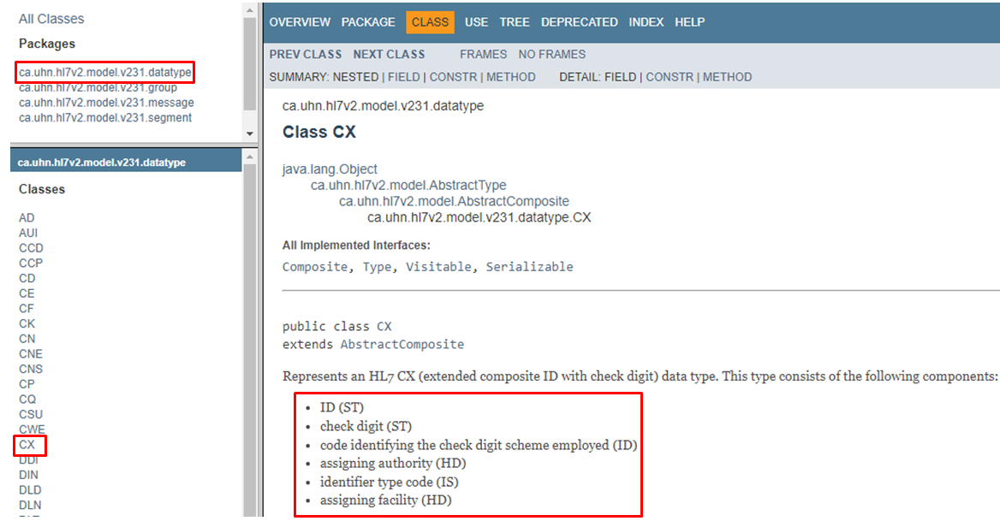 All Classes
Packages
ca.uhn.hl7v2.model.v231.datatype
ca.uhn.hl7v2.model.v231.group
ca.uhn.hl7v2.model.v231.message
ca.uhn.hl7v2.model.v231.segment
ca.uhn.hl7v2.model.v231.datatype
Classes
AD
AUI
CCD
CCP
CD
CE
CF
CK
CN
CNE
CNS
CP
CQ
CSU
CWE
CX
DDI
DIN
DLD
DLN
OVERVIEW PACKAGE CLASS USE TREE DEPRECATED INDEX HELP
PREV CLASS NEXT CLASS FRAMES NO FRAMES
SUMMARY: NESTED | FIELD | CONSTR | METHOD DETAIL: FIELD | CONSTR | METHOD
ca.uhn.hl7v2.model.v231.datatype
Class CX
java.lang.Object
ca.uhn.hl7v2.model.AbstractType
ca.uhn.hl7v2.model.AbstractComposite
ca.uhn.hl7v2.model.v231.datatype.CX
All Implemented Interfaces:
Composite, Type, Visitable, Serializable
public class CX
extends AbstractComposite
Represents an HL7 CX (extended composite ID with check digit) data type. This type consists of the following components:
• ID (ST)
• check digit (ST)
• code identifying the check digit scheme employed (ID)
• assigning authority (HD)
• identifier type code (IS)
• assigning facility (HD)